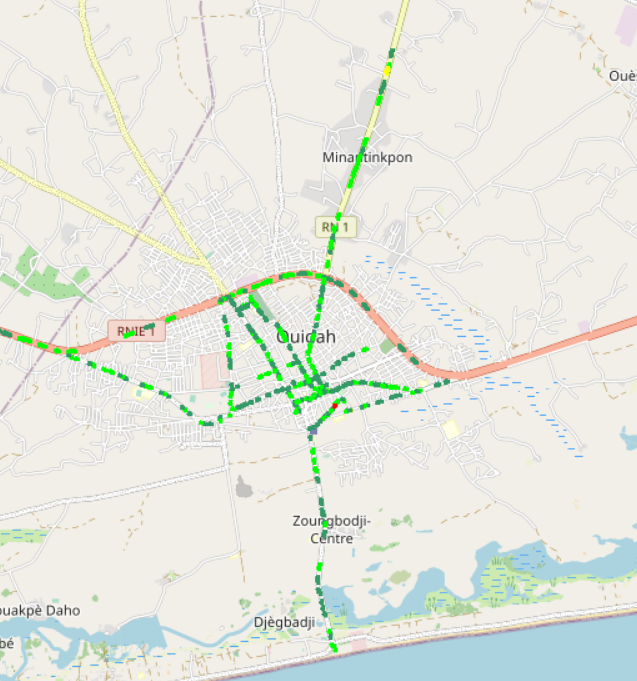 Ouè
Minantinkpon
RN 1
RNIE 1
Ouidah
Zoungbodji-
Centre
ouakpè Daho
Djègbadji
bé